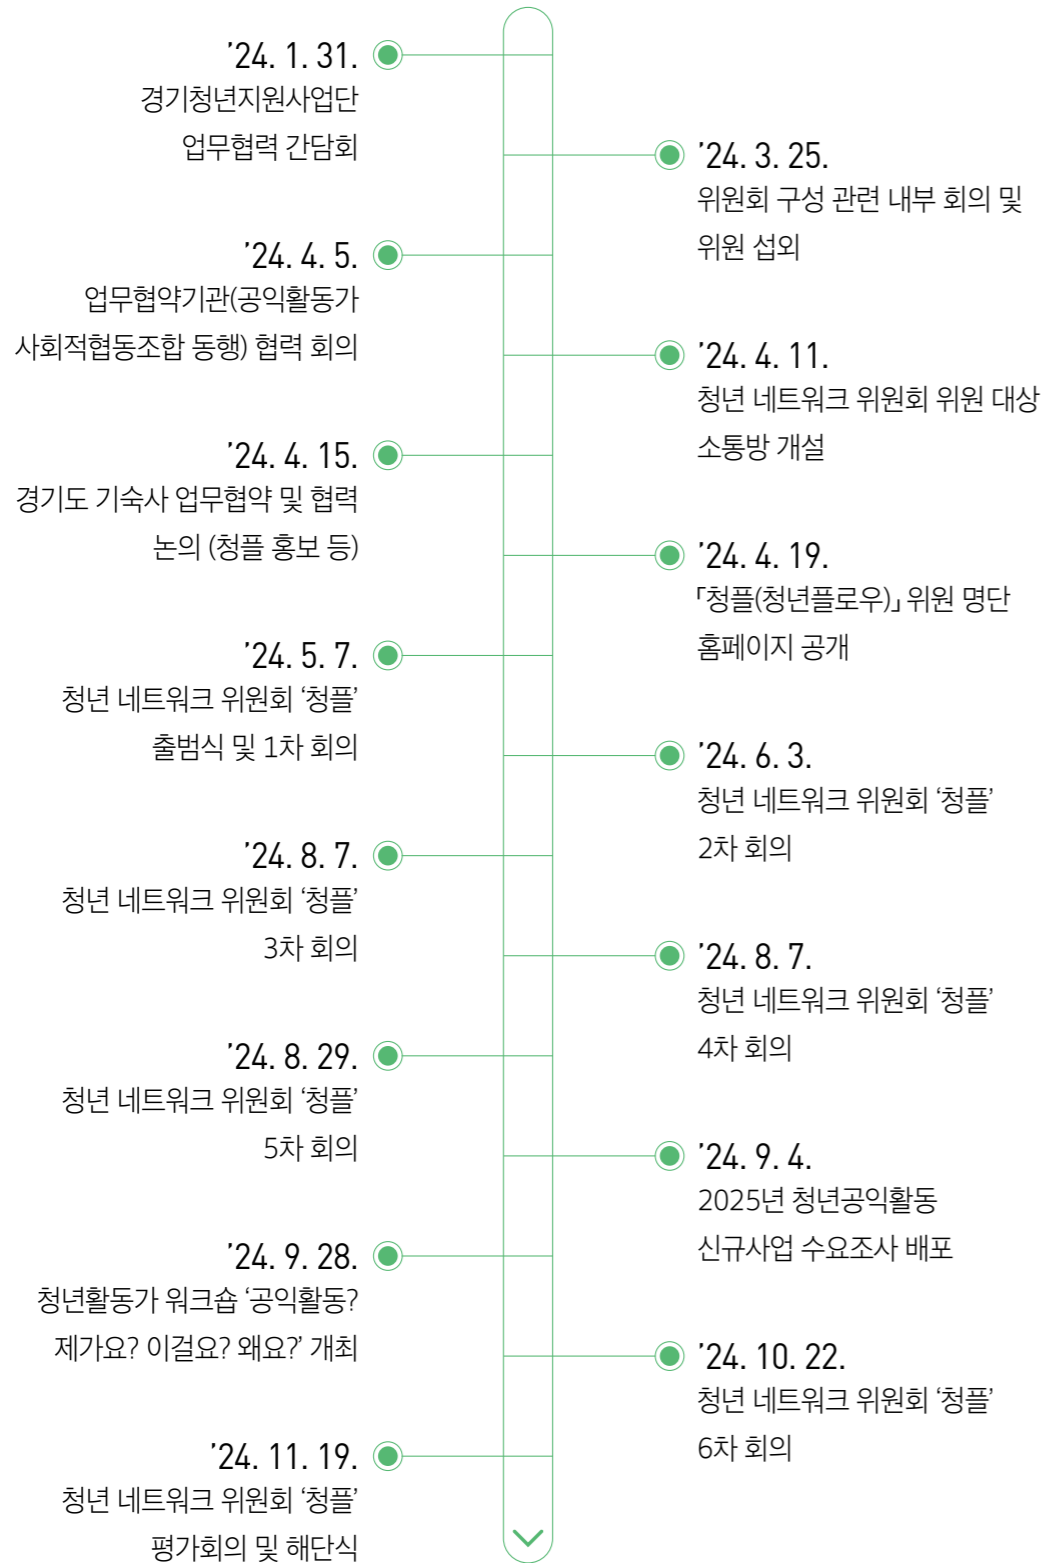 ’24. 1. 31.
경기청년지원사업단
업무협력 간담회
’24. 3. 25.
위원회 구성 관련 내부 회의 및
위원 섭외
’24. 4. 5.
업무협약기관(공익활동가
사회적협동조합 동행) 협력 회의
’24. 4. 11.
청년 네트워크 위원회 위원 대상
소통방 개설
’24. 4. 15.
경기도 기숙사 업무협약 및 협력
논의 (청플 홍보 등)
’24. 4. 19.
「청플(청년플로우)」 위원 명단
홈페이지 공개
’24. 5. 7.
청년 네트워크 위원회 ‘청플’
출범식 및 1차 회의
’24. 6. 3.
청년 네트워크 위원회 ‘청플’
2차 회의
’24. 8. 7.
청년 네트워크 위원회 ‘청플’
3차 회의
’24. 8. 7.
청년 네트워크 위원회 ‘청플’
4차 회의
’24. 8. 29.
청년 네트워크 위원회 ‘청플’
5차 회의
’24. 9. 4.
2025년 청년공익활동
신규사업 수요조사 배포
’24. 9. 28.
청년활동가 워크숍 ‘공익활동?
제가요? 이걸요? 왜요?’ 개최
’24. 10. 22.
청년 네트워크 위원회 ‘청플’
6차 회의
’24. 11. 19.
청년 네트워크 위원회 ‘청플’
평가회의 및 해단식